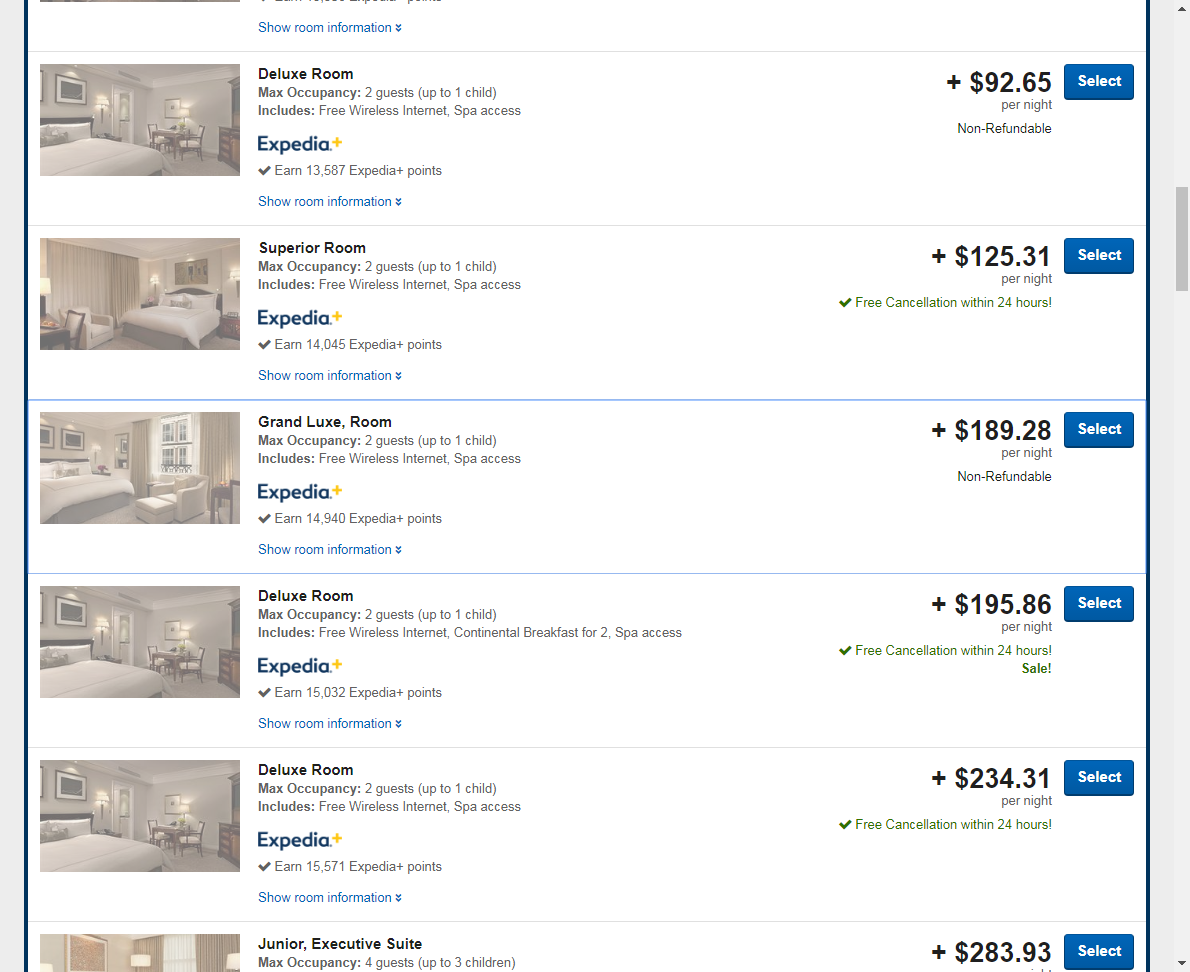 Show room information
Deluxe Room
Max Occupancy: 2 guests (up to 1 child)
Includes: Free Wireless Internet, Spa access
Expedia+
Earn 13,587 Expedia+ points
Show room information
+ $92.65
per night
Non-Refundable
Select
Superior Room
Max Occupancy: 2 guests (up to 1 child)
Includes: Free Wireless Internet, Spa access
Expedia+
Earn 14,045 Expedia+ points
Show room information
+ $125.31
per night
Free Cancellation within 24 hours!
Select
Grand Luxe, Room
Max Occupancy: 2 guests (up to 1 child)
Includes: Free Wireless Internet, Spa access
Expedia+
Earn 14,940 Expedia+ points
Show room information
+ $189.28
per night
Non-Refundable
Select
Deluxe Room
Max Occupancy: 2 guests (up to 1 child)
Includes: Free Wireless Internet, Continental Breakfast for 2, Spa access
Expedia+
Earn 15,032 Expedia+ points
Show room information
+ $195.86
per night
Free Cancellation within 24 hours!
Sale!
Select
Deluxe Room
Max Occupancy: 2 guests (up to 1 child)
Includes: Free Wireless Internet, Spa access
Expedia+
Earn 15,571 Expedia+ points
Show room information
+ $234.31
per night
Free Cancellation within 24 hours!
Select
Junior, Executive Suite
Max Occupancy: 4 guests (up to 3 children)
+ $283.93
Select